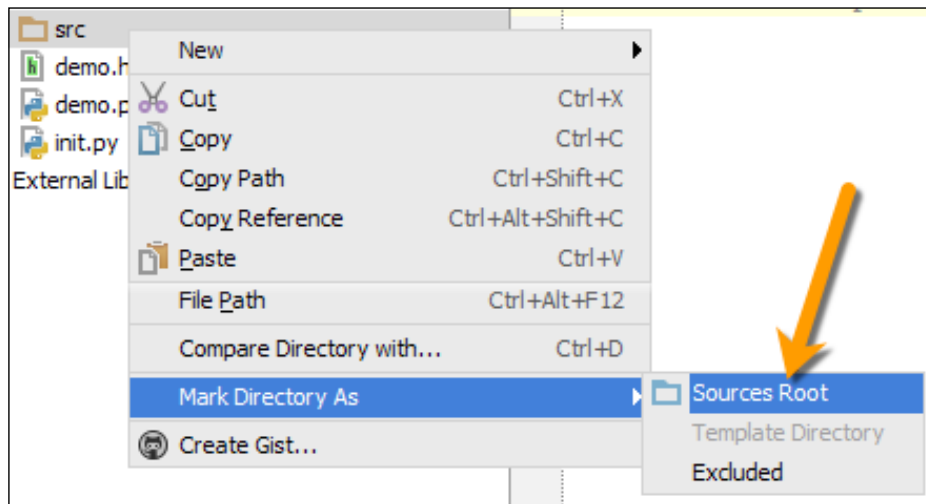 src
demo.h
demo.p
init.py
External Lib
New
Cut Ctrl+X
Copy Ctrl+C
Copy Path Ctrl+Shift+C
Copy Reference Ctrl+Alt+Shift+C
Paste Ctrl+V
File Path Ctrl+Alt+F12
Compare Directory with... Ctrl+D
Mark Directory As
Create Gist...
Sources Root
Template Directory
Excluded